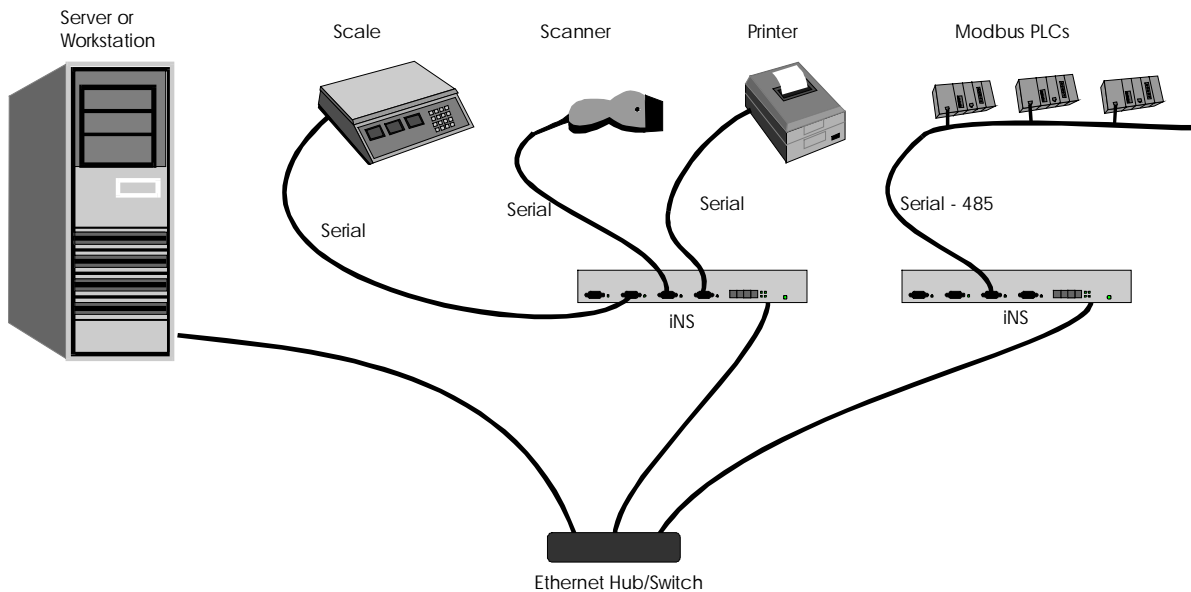 Server or
Workstation
Scale
Scanner
Printer
Modbus PLCs
Serial
Serial
Serial
Serial - 485
iNS
iNS
Ethernet Hub/Switch